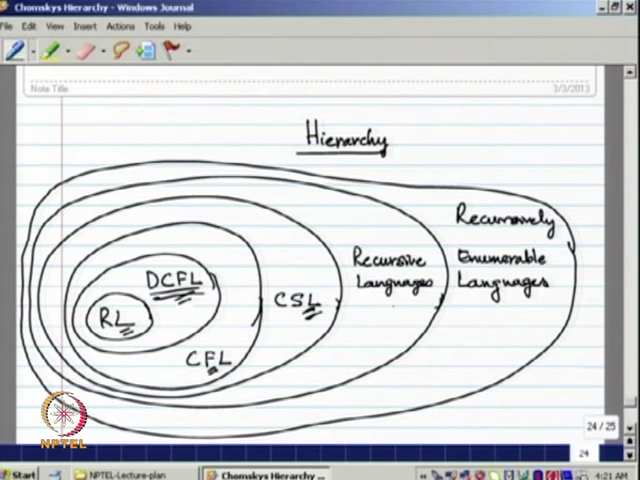 Chomskys Hierarchy - Windows Journal
File Edit View Insert Actions Tools Help
Note Title
3/3/2013
Hierarchy
Recursively
Enumerable
Languages
Recursive
Languages
DCFL
CSL
RL
CFL
NPTEL
24 / 25
24
Start
NPTEL-Lecture-plan
Chomskys Hierarchy - ...
4:21 AM